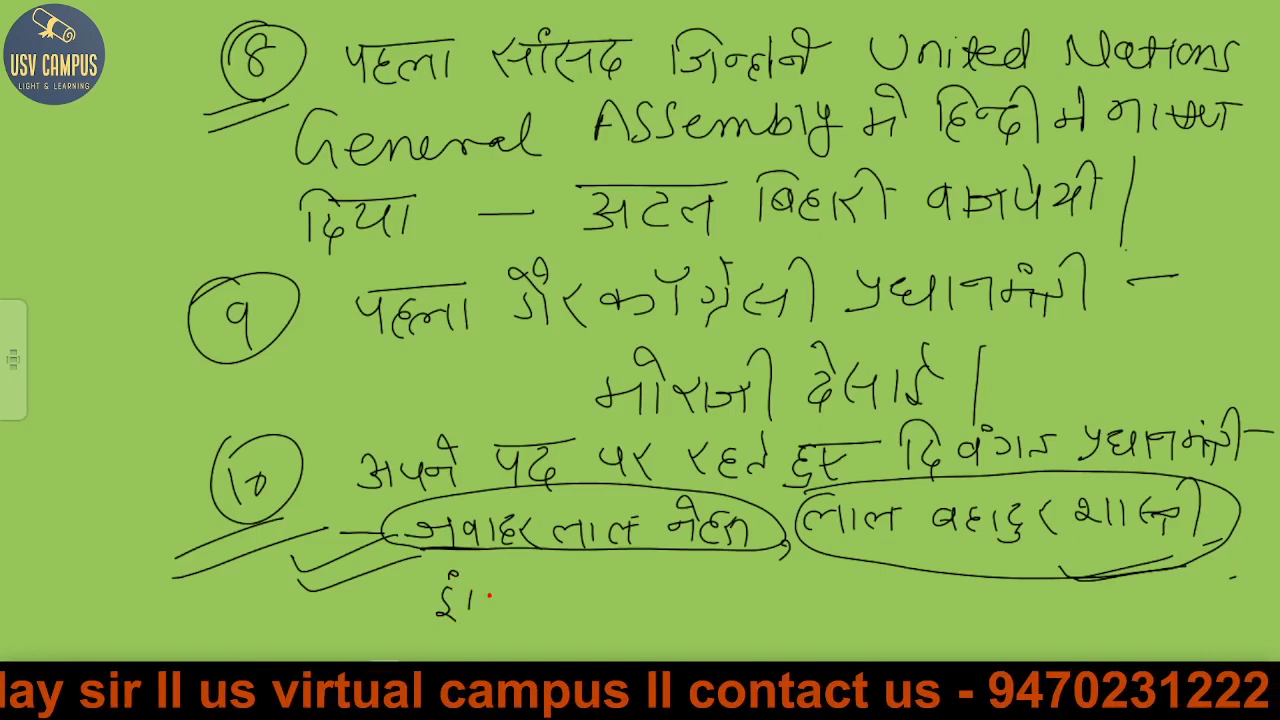 USV CAMPUS
LIGHT & LEARNING
8 पहला सांसद जिन्होंने United Nations
General Assembly में हिन्दी में भाषण
दिया — अटल बिहारी वाजपेयी |
9 पहला गैर काँग्रेसी प्रधानमंत्री —
मोरारजी देसाई |
10 अपने पद पर रहते हुए दिवंगत प्रधानमंत्री —
— जवाहर लाल नेहरू, लाल बहादुर शास्त्री
इं
lay sir II us virtual campus II contact us - 9470231222